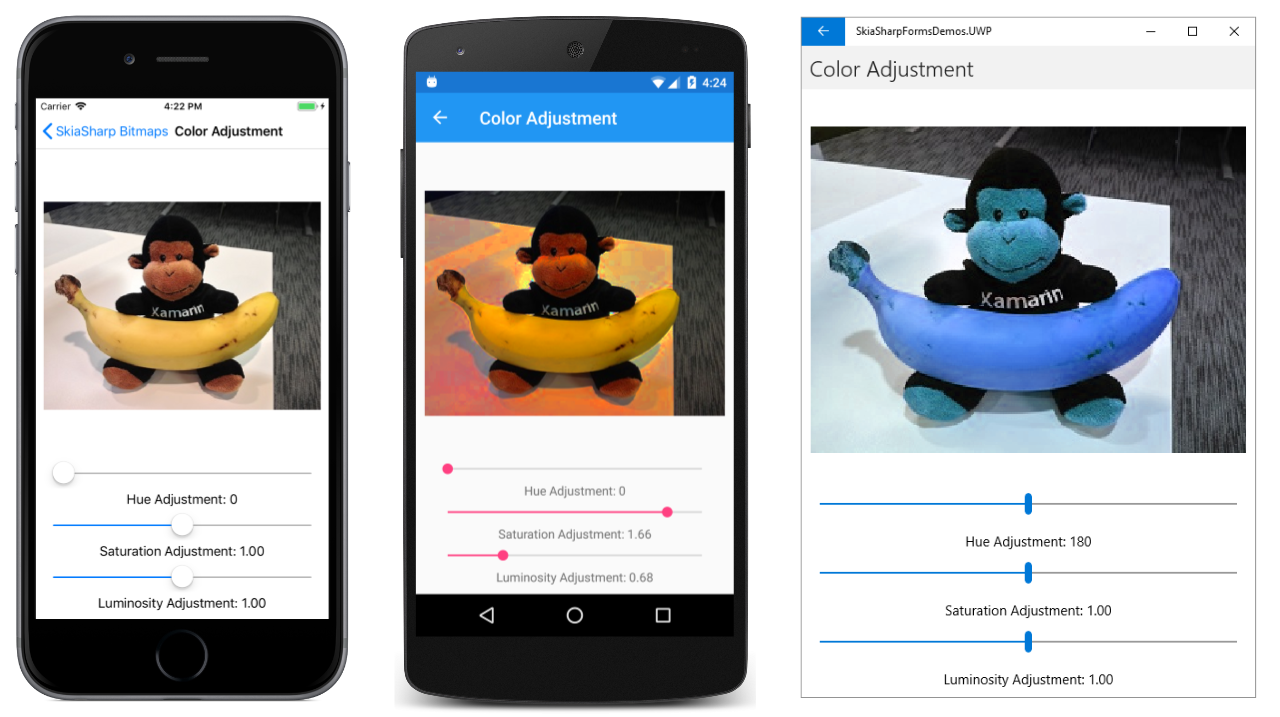 Carrier 4:22 PM
SkiaSharp Bitmaps Color Adjustment
Xamarin
Hue Adjustment: 0
Saturation Adjustment: 1.00
Luminosity Adjustment: 1.00
4:24
Color Adjustment
Xamarin
Hue Adjustment: 0
Saturation Adjustment: 1.66
Luminosity Adjustment: 0.68
SkiaSharpFormsDemos.UWP
Color Adjustment
Xamarin
Hue Adjustment: 180
Saturation Adjustment: 1.00
Luminosity Adjustment: 1.00